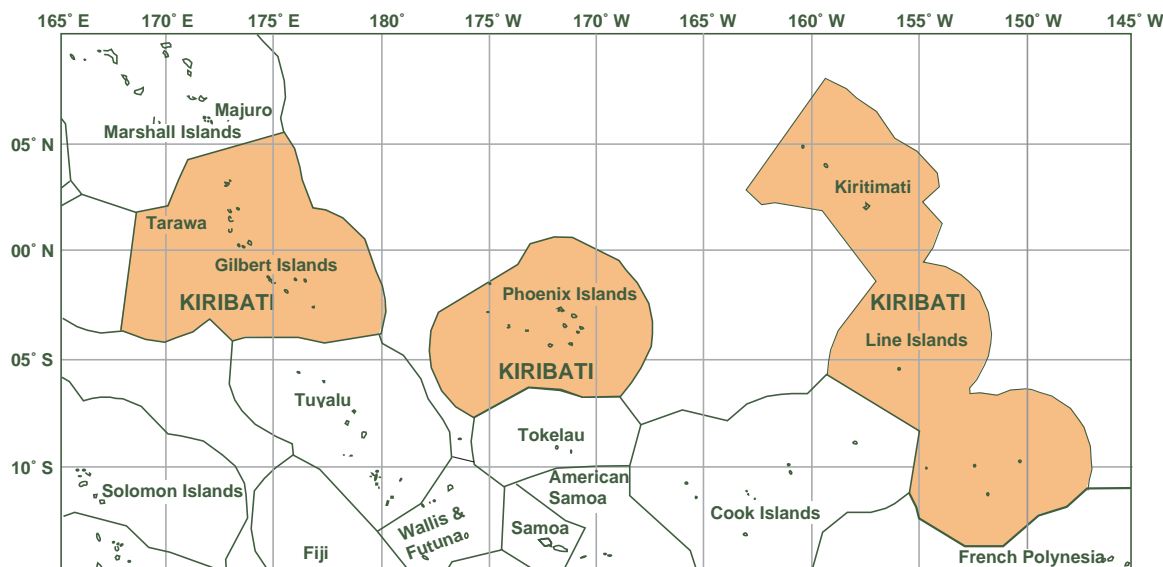 165° E 170° E 175° E 180° 175° W 170° W 165° W 160° W 155° W 150° W 145° W
Majuro
Marshall Islands
05° N
Kiritimati
Tarawa
00° N
Gilbert Islands
Phoenix Islands
KIRIBATI
KIRIBATI
Line Islands
05° S
KIRIBATI
Tuvalu
Tokelau
10° S
American
Samoa
Solomon Islands
Cook Islands
Wallis &
Futuna
Samoa
Fiji
French Polynesia